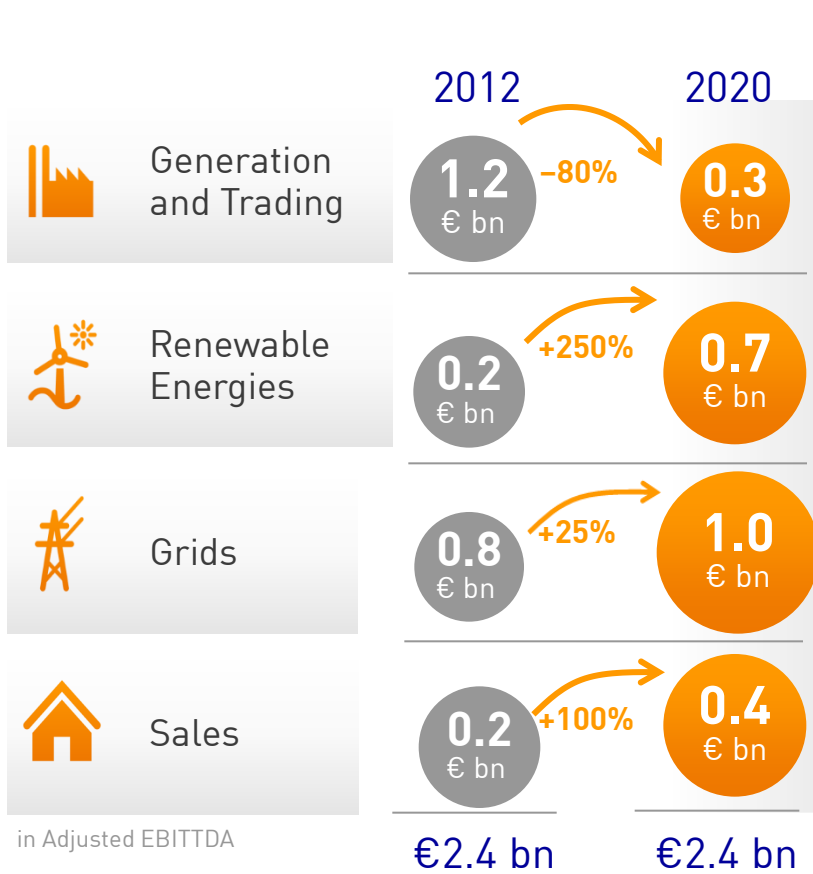 2012 2020
Generation
and Trading
1.2
€ bn
–80%
0.3
€ bn
Renewable
Energies
0.2
€ bn
+250%
0.7
€ bn
Grids
0.8
€ bn
+25%
1.0
€ bn
Sales
0.2
€ bn
+100%
0.4
€ bn
in Adjusted EBITTDA
€2.4 bn €2.4 bn